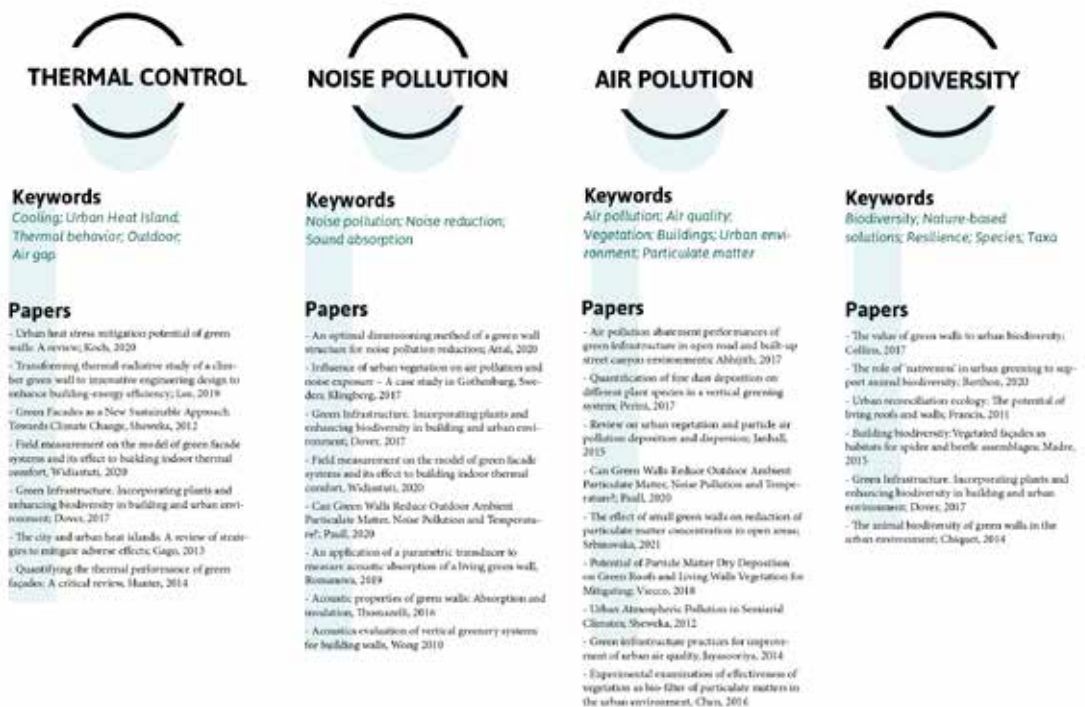 THERMAL CONTROL
Keywords
Cooling; Urban Heat Island;
Thermal behavior; Outdoor;
Air gap
Papers
- Urban heat stress mitigation potential of green
walls: A review; Koch, 2020
- Transforming thermal-radiative study of a clim-
ber green wall to innovative engineering design to
enhance building-energy efficiency; Lee, 2019
- Green Facades as a New Sustainable Approach
Towards Climate Change, Sheweka, 2012
- Field measurement on the model of green facade
systems and its effect to building indoor thermal
comfort, Widiastuti, 2020
- Green Infrastructure. Incorporating plants and
enhancing biodiversity in building and urban envi-
ronment; Dover, 2017
- The city and urban heat islands: A review of strate-
gies to mitigate adverse effects; Gago, 2013
- Quantifying the thermal performance of green
façades: A critical review, Hunter, 2014
NOISE POLLUTION
Keywords
Noise pollution; Noise reduction;
Sound absorption
Papers
- An optimal dimensioning method of a green wall
structure for noise pollution reduction; Attal, 2020
- Influence of urban vegetation on air pollution and
noise exposure – A case study in Gothenburg, Swe-
den; Klingberg, 2017
- Green Infrastructure. Incorporating plants and
enhancing biodiversity in building and urban envi-
ronment; Dover, 2017
- Field measurement on the model of green facade
systems and its effect to building indoor thermal
comfort, Widiastuti, 2020
- Can Green Walls Reduce Outdoor Ambient
Particulate Matter, Noise Pollution and Temperatu-
re?; Paull, 2020
- An application of a parametric transducer to
measure acoustic absorption of a living green wall,
Romanova, 2019
- Acoustic properties of green walls: Absorption and
insulation, Thomazelli, 2016
- Acoustics evaluation of vertical greenery systems
for building walls, Wong 2010
AIR POLUTION
Keywords
Air pollution; Air quality;
Vegetation; Buildings; Urban envi-
ronment; Particulate matter
Papers
- Air pollution abatement performances of
green infrastructure in open road and built-up
street canyon environments; Abhijith, 2017
- Quantification of fine dust deposition on
different plant species in a vertical greening
system; Perini, 2017
- Review on urban vegetation and particle air
pollution deposition and dispersion; Janhall,
2015
- Can Green Walls Reduce Outdoor Ambient
Particulate Matter, Noise Pollution and Tempe-
rature?; Paull, 2020
- The effect of small green walls on reduction of
particulate matter concentration in open areas;
Srbinovska, 2021
- Potential of Particle Matter Dry Deposition
on Green Roofs and Living Walls Vegetation for
Mitigating; Viecco, 2018
- Urban Atmospheric Pollution in Semiarid
Climates; Sheweka, 2012
- Green infrastructure practices for improve-
ment of urban air quality, Jayasooriya, 2014
- Experimental examination of effectiveness of
vegetation as bio-filter of particulate matters in
the urban environment, Chen, 2016
BIODIVERSITY
Keywords
Biodiversity; Nature-based
solutions; Resilience; Species; Taxa
Papers
- The value of green walls to urban biodiversity;
Collins, 2017
- The role of 'nativeness' in urban greening to sup-
port animal biodiversity; Berthon, 2020
- Urban reconciliation ecology: The potential of
living roofs and walls; Francis, 2011
- Building biodiversity: Vegetated façades as
habitats for spider and beetle assemblages, Madre,
2015
- Green Infrastructure. Incorporating plants and
enhancing biodiversity in building and urban
environment; Dover, 2017
- The animal biodiversity of green walls in the
urban environment; Chiquet, 2014